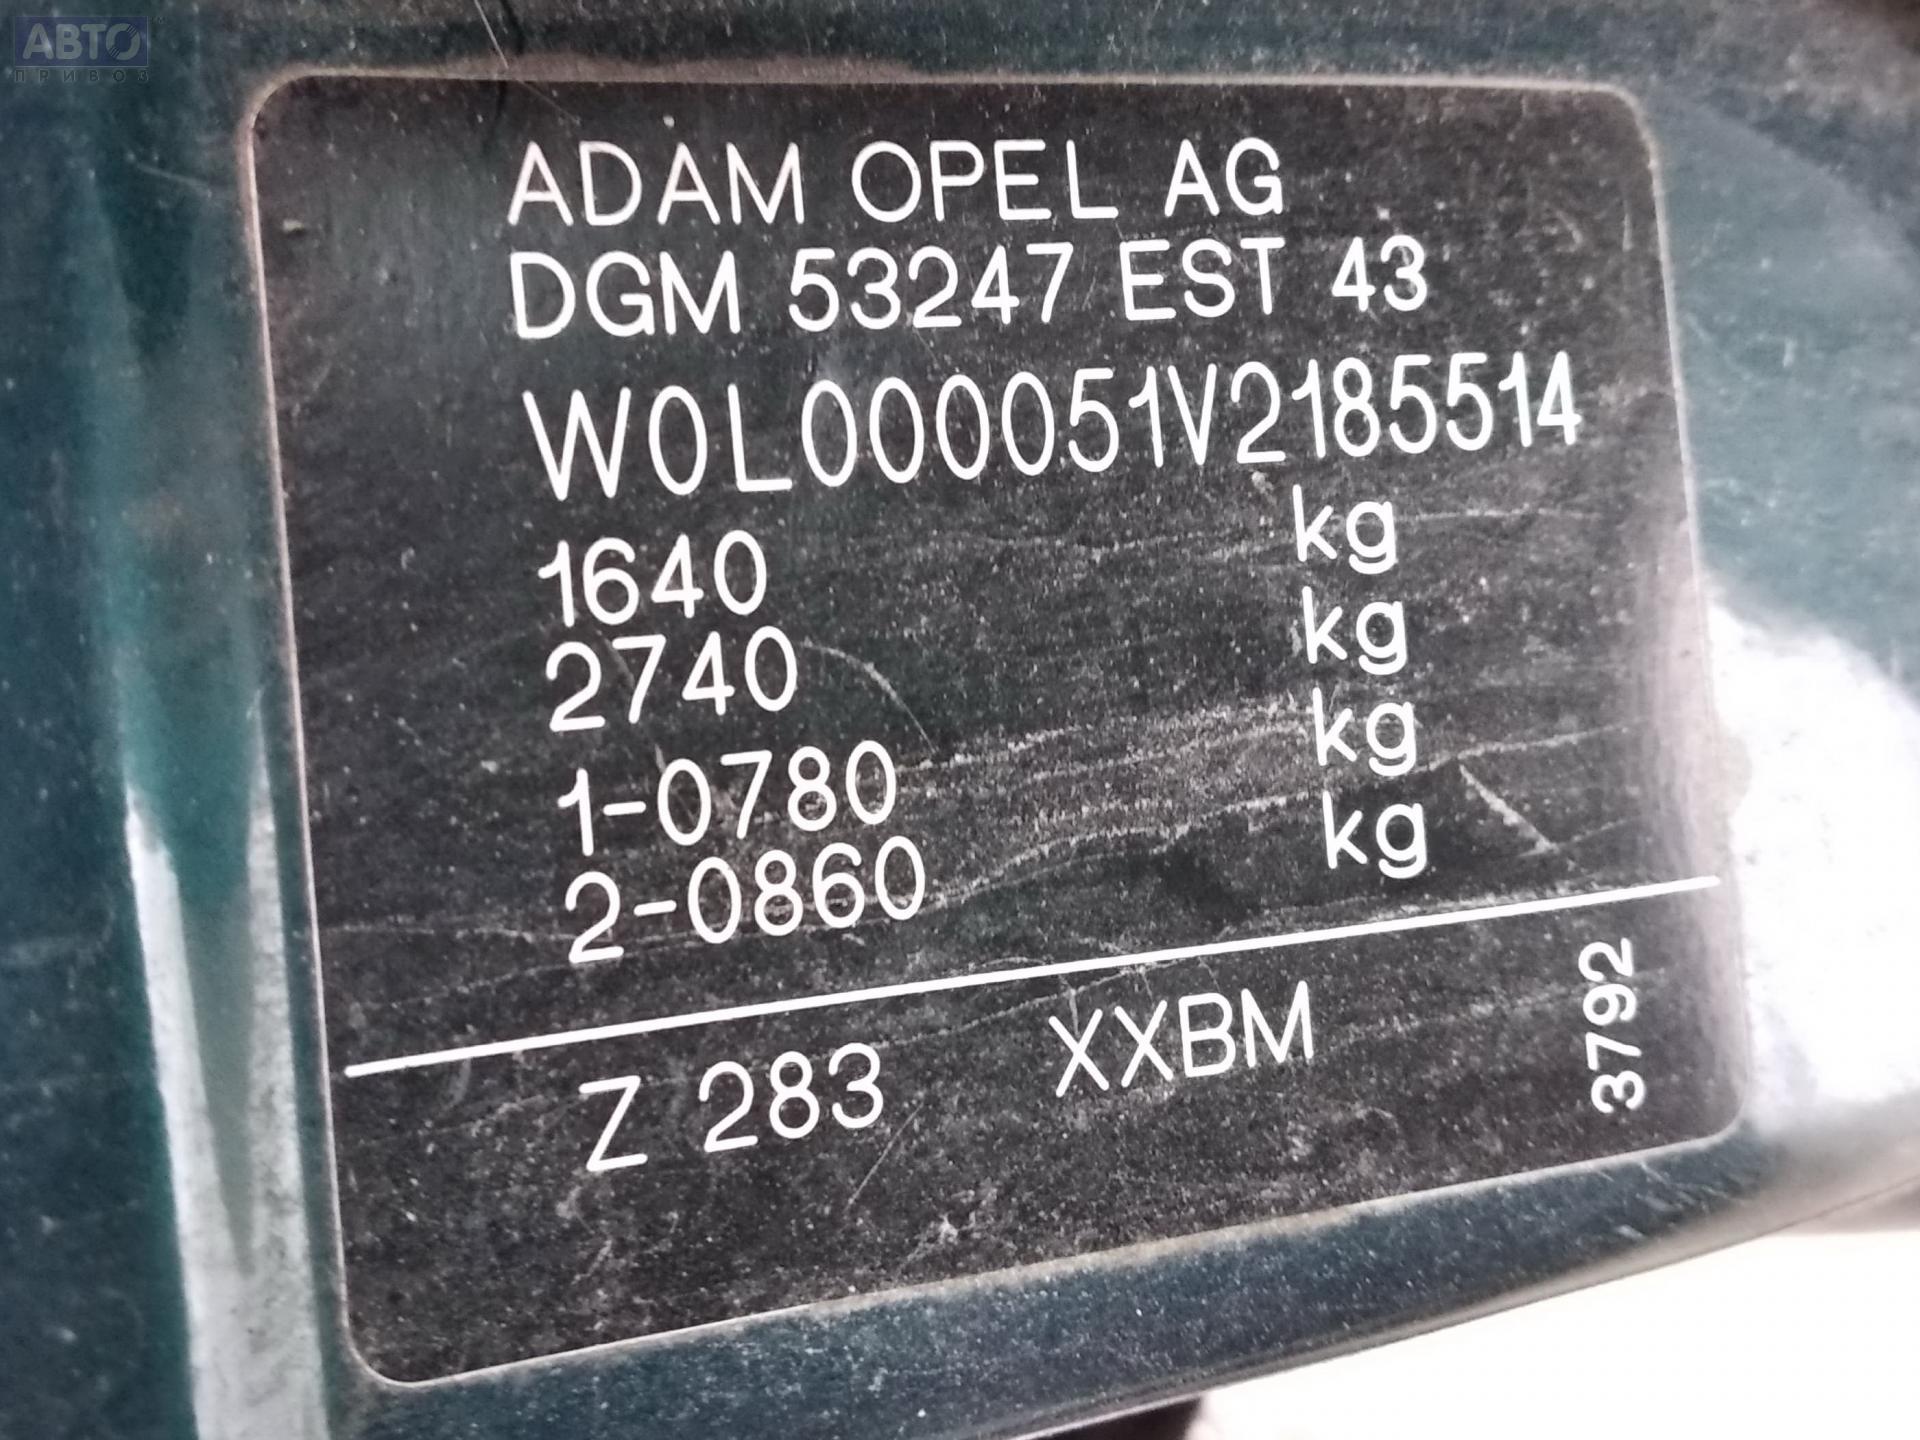 АВТО
ПРИВОЗ
ADAM OPEL AG
DGM 53247 EST 43
W0L000051V2185514
1640 kg
2740 kg
1-0780 kg
2-0860 kg
Z 283 XXBM
3792